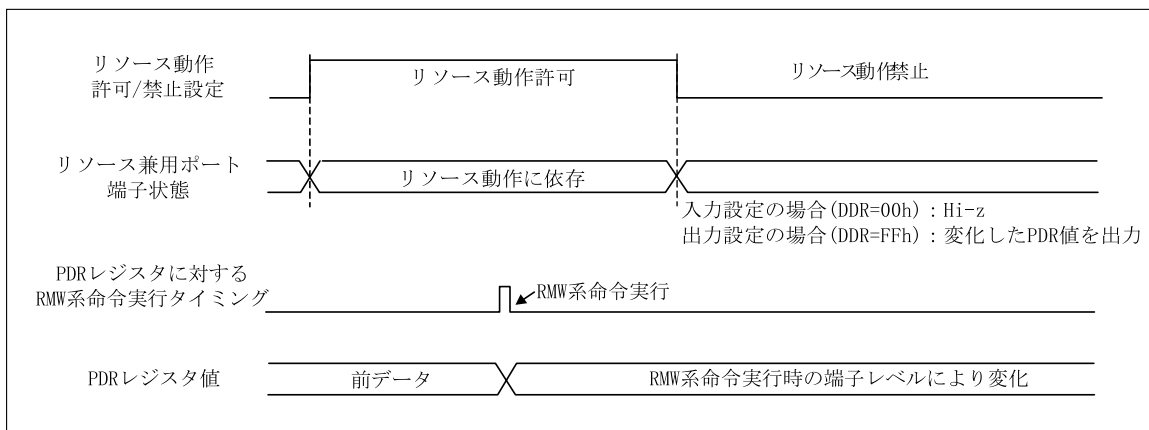 リソース動作
許可/禁止設定
リソース動作許可
リソース動作禁止
リソース兼用ポート
端子状態
リソース動作に依存
入力設定の場合(DDR=00h)：Hi-z
出力設定の場合(DDR=FFh)：変化したPDR値を出力
PDRレジスタに対する
RMW系命令実行タイミング
RMW系命令実行
PDRレジスタ値
前データ
RMW系命令実行時の端子レベルにより変化